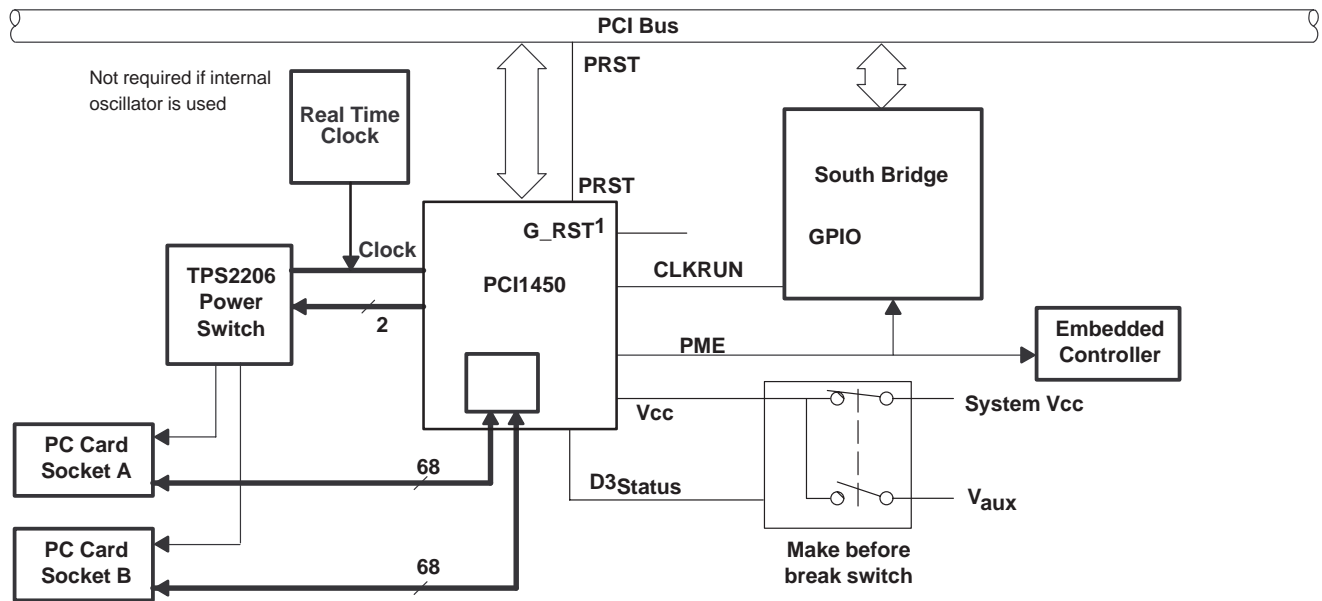 PCI Bus
PRST
Not required if internal
oscillator is used
Real Time
Clock
South Bridge
GPIO
PRST
G_RST1
Clock
TPS2206
Power
Switch
PCI1450
CLKRUN
2
PME
Embedded
Controller
Vcc
System Vcc
PC Card
Socket A
68
D3Status
Vaux
PC Card
Socket B
68
Make before
break switch